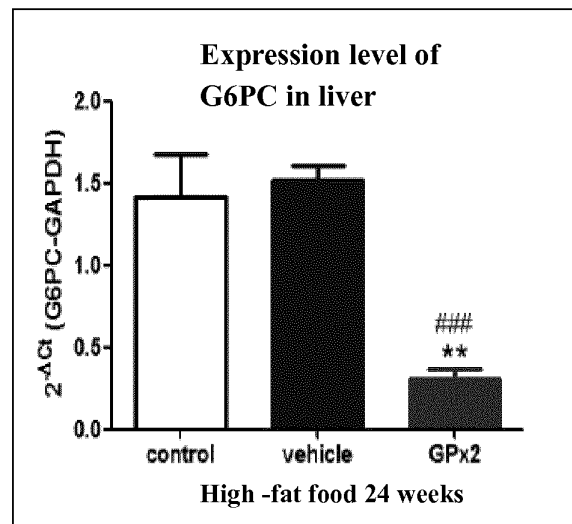 Expression level of
G6PC in liver
2^-ΔCt (G6PC-GAPDH)
2.0
1.5
1.0
0.5
0.0
###
**
control vehicle GPx2
High -fat food 24 weeks